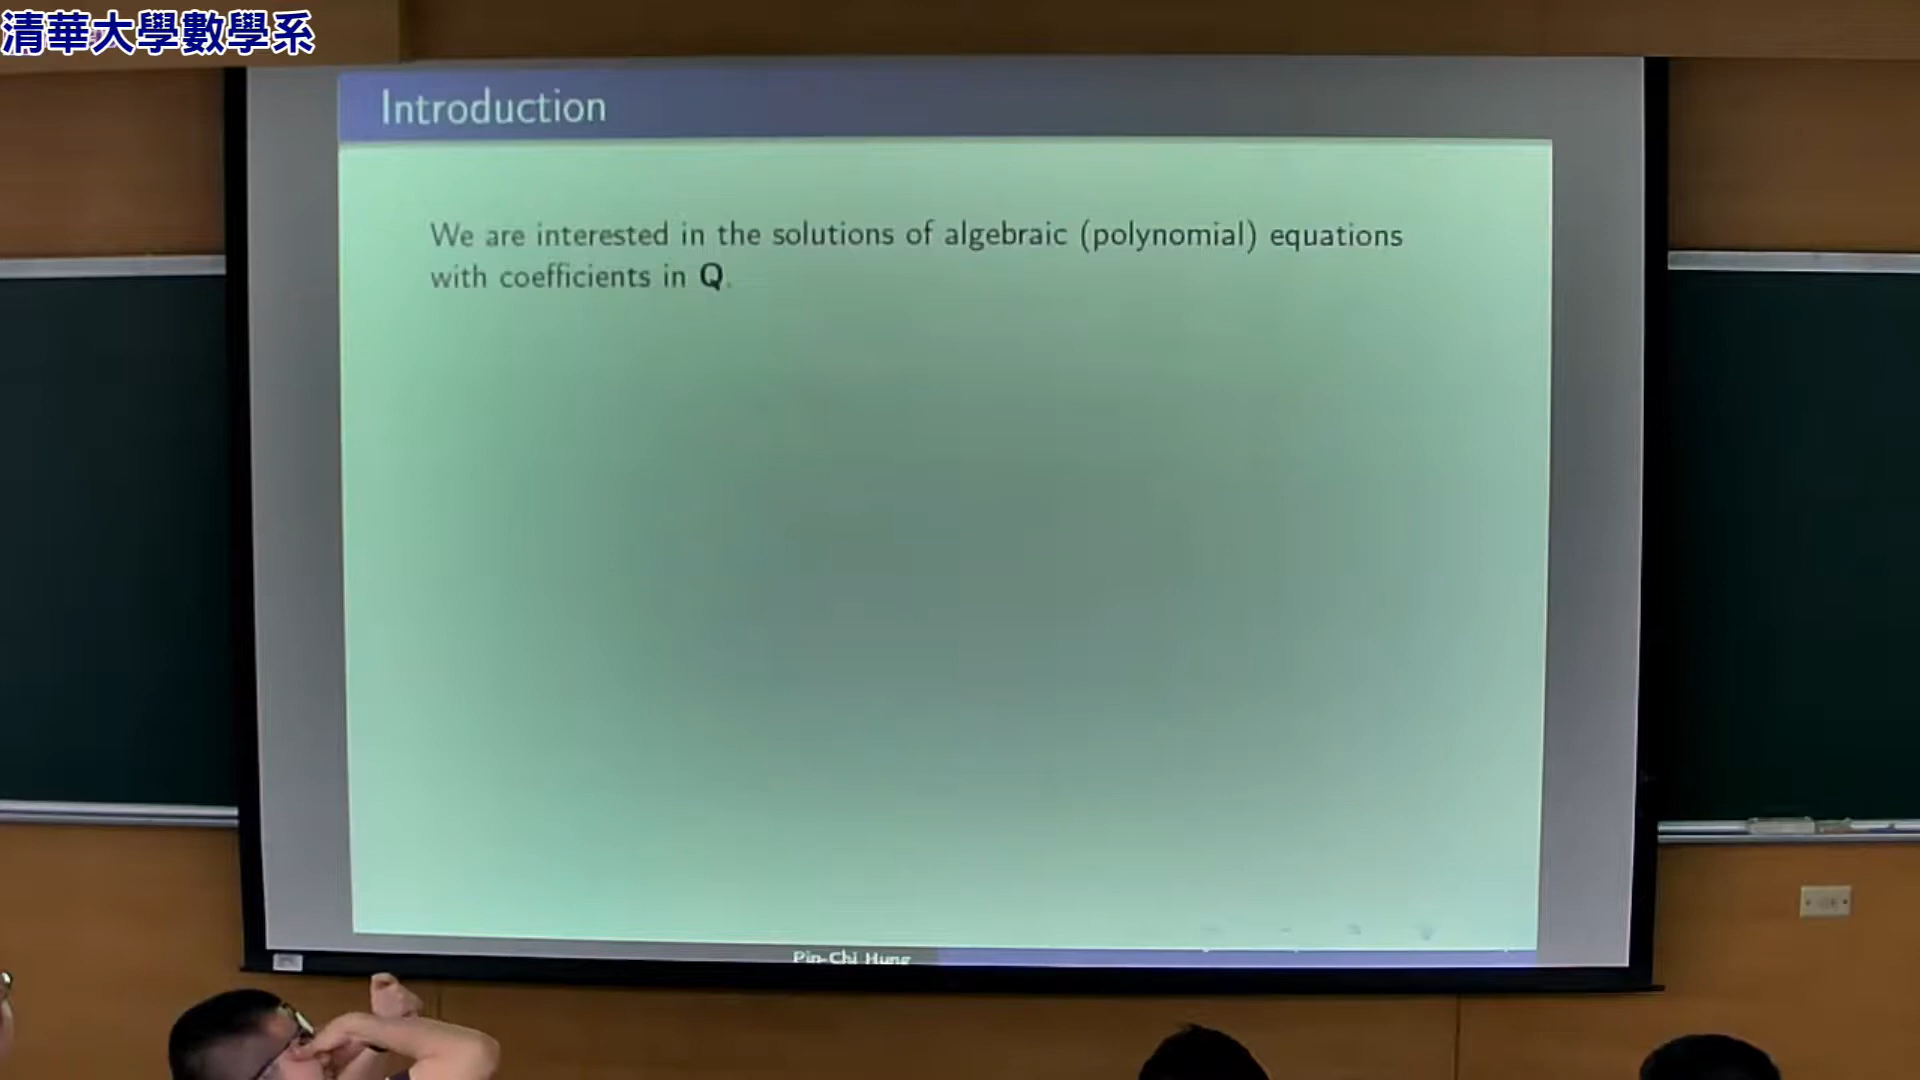 清華大學數學系
Introduction
We are interested in the solutions of algebraic (polynomial) equations
with coefficients in Q.
Pin-Chi Hung